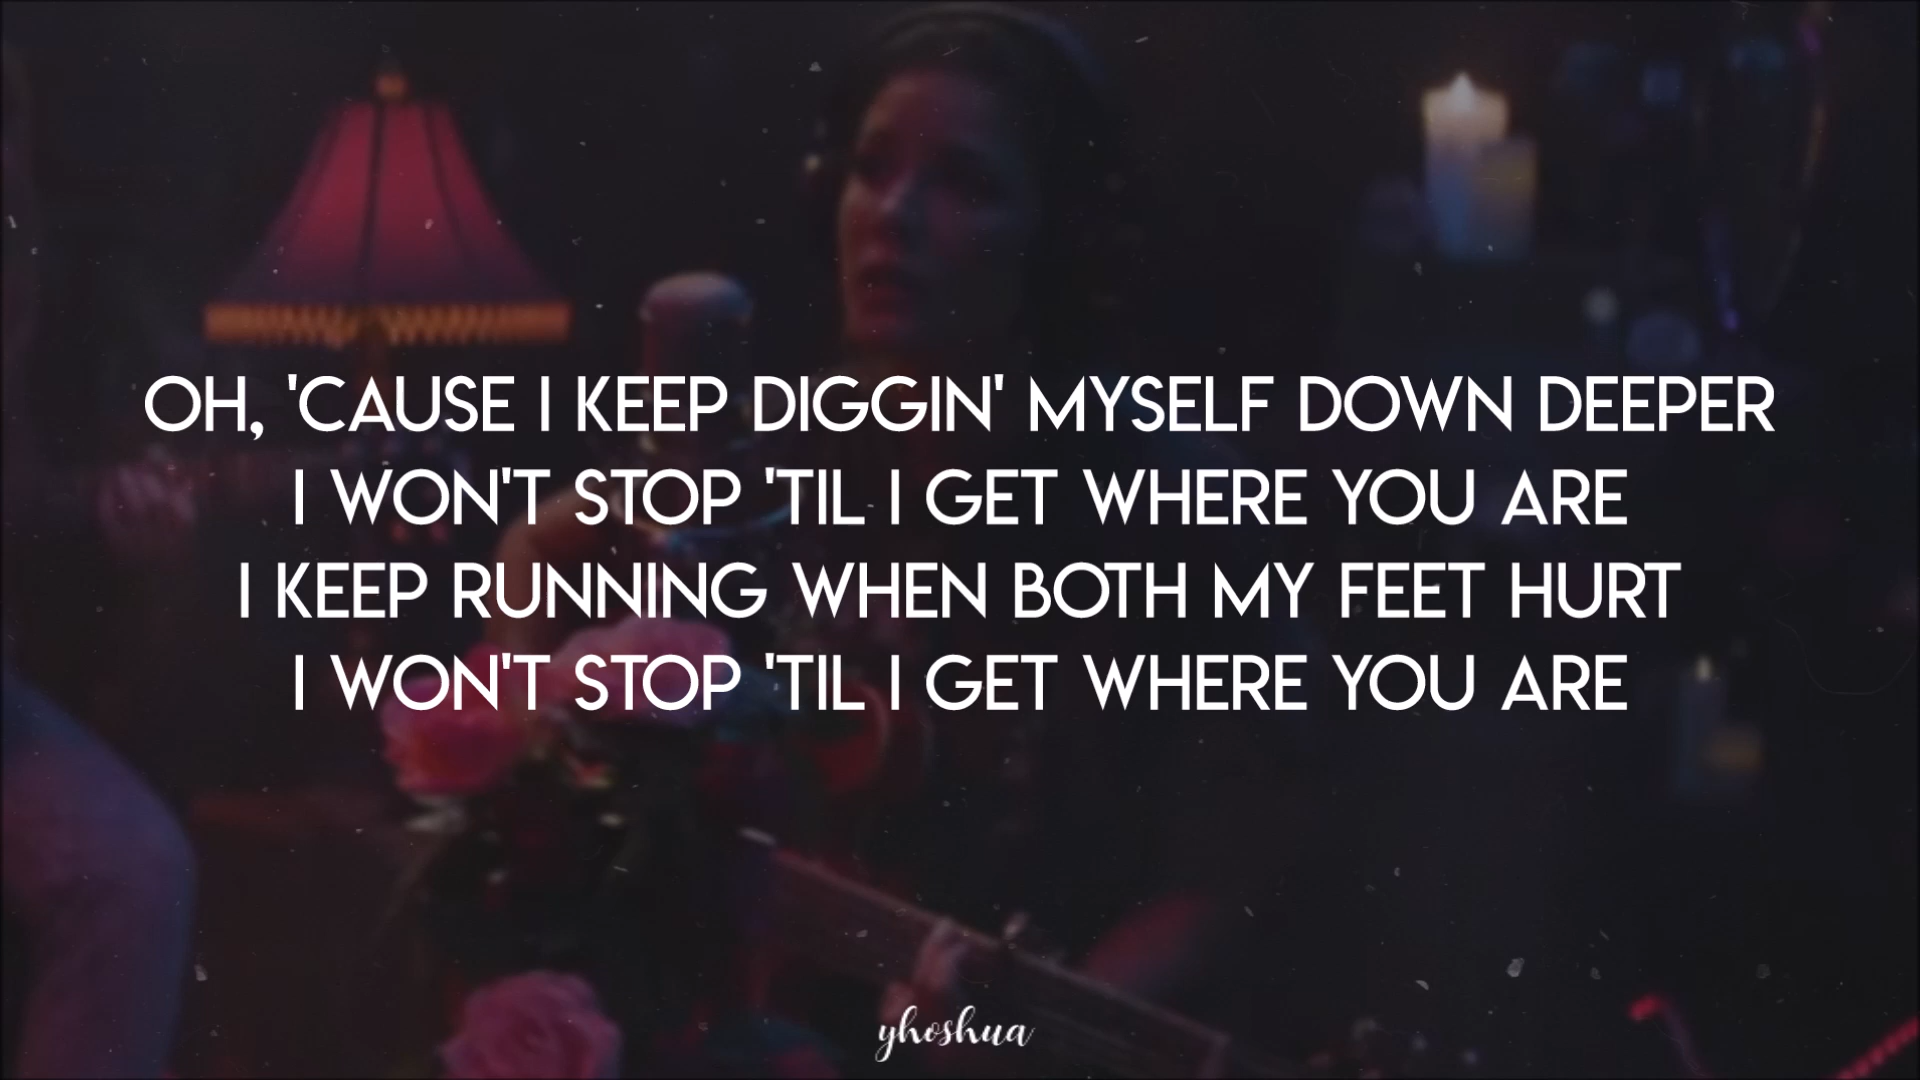 OH, 'CAUSE I KEEP DIGGIN' MYSELF DOWN DEEPER
I WON'T STOP 'TIL I GET WHERE YOU ARE
I KEEP RUNNING WHEN BOTH MY FEET HURT
I WON'T STOP 'TIL I GET WHERE YOU ARE
yhoshua